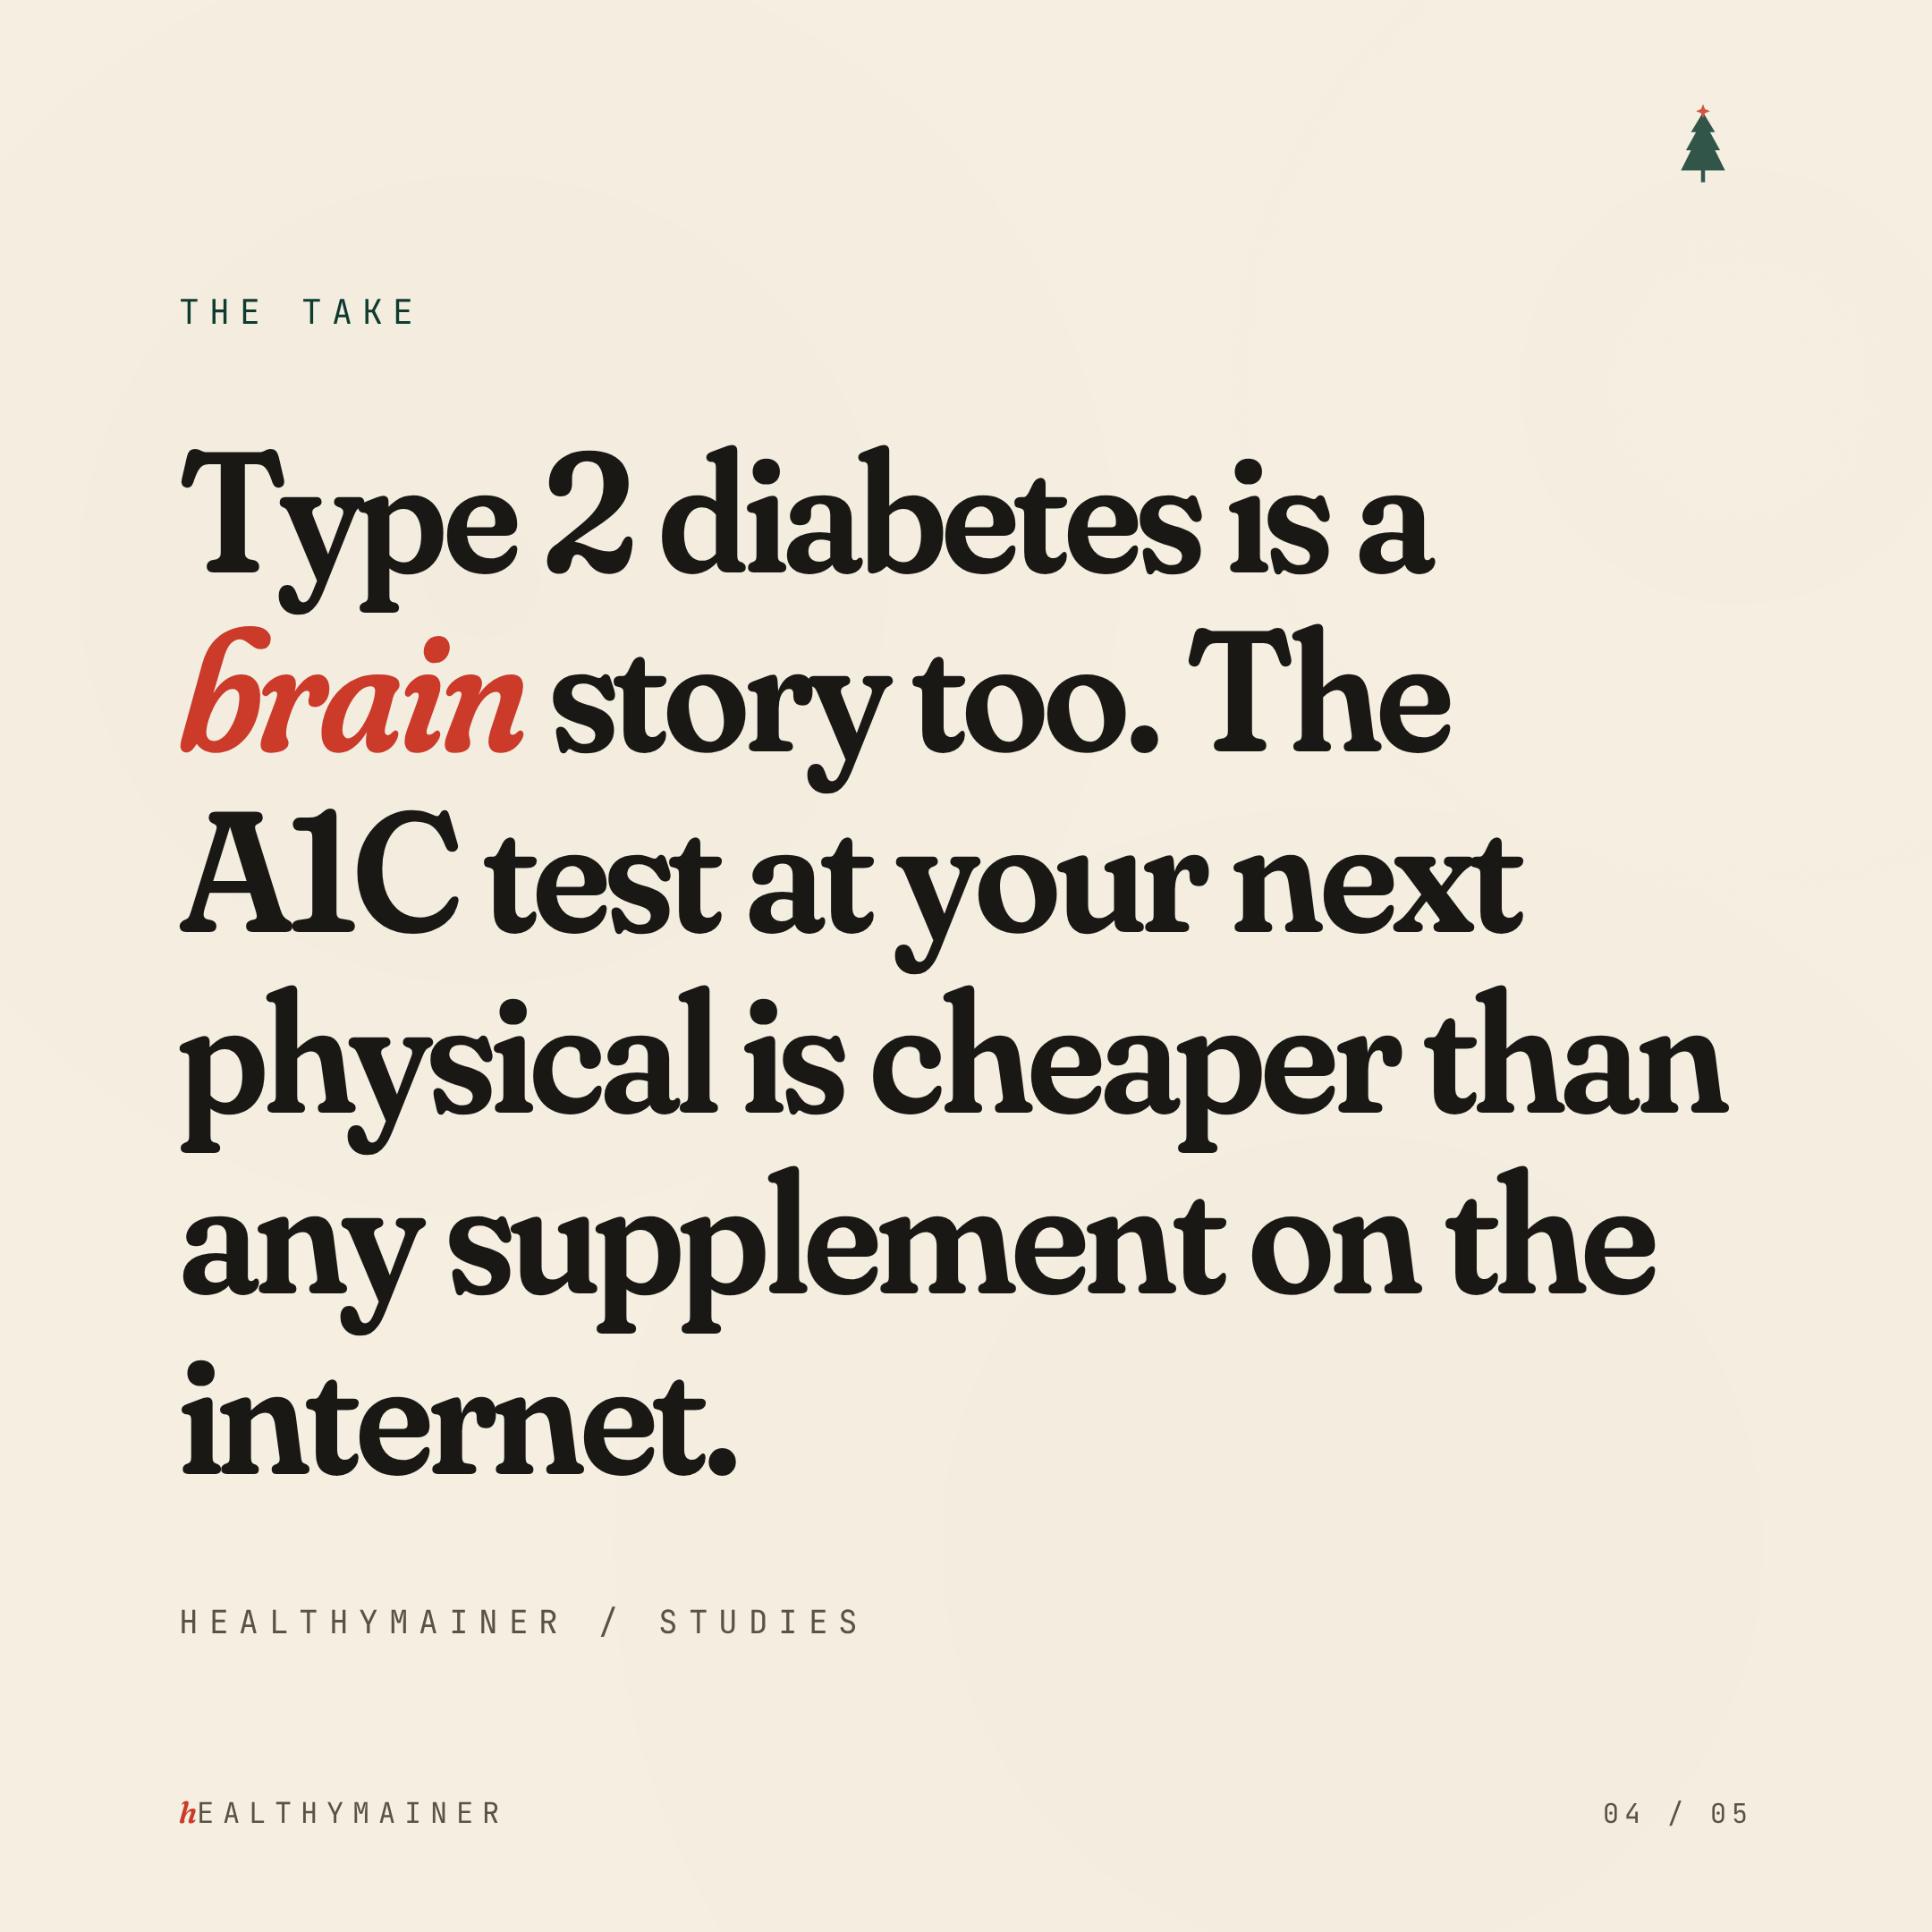 THE TAKE
Type 2 diabetes is a
brain story too. The
A1C test at your next
physical is cheaper than
any supplement on the
internet.
HEALTHYMAINER / STUDIES
hEALTHYMAINER
04 / 05